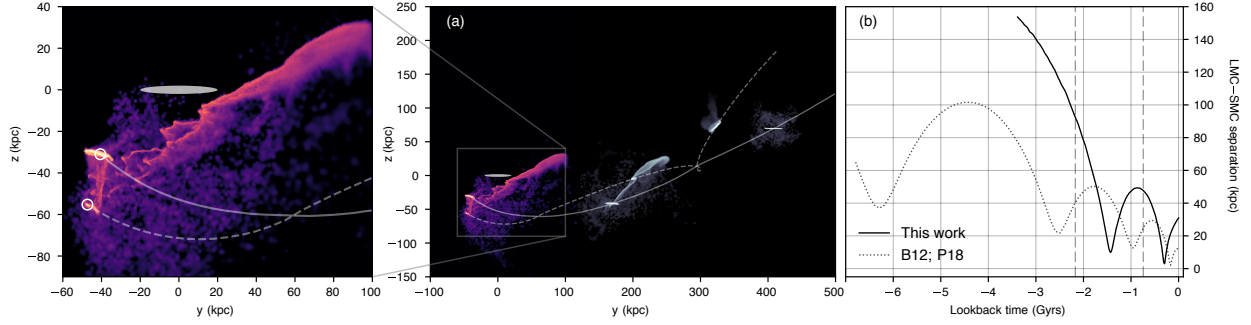 40
20
0
−20
−40
−60
−80
z (kpc)
−60 −40 −20 0 20 40 60 80 100
y (kpc)
(a)
250
200
150
100
50
0
−50
−100
−150
z (kpc)
−100 0 100 200 300 400 500
y (kpc)
(b)
This work
B12; P18
160
140
120
100
80
60
40
20
0
LMC−SMC separation (kpc)
−6 −5 −4 −3 −2 −1 0
Lookback time (Gyrs)